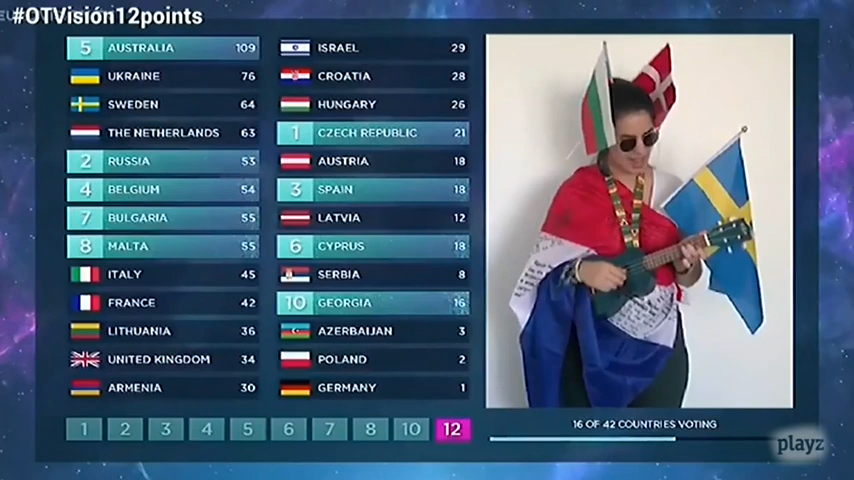 #OTVisión12points
5 AUSTRALIA 109
UKRAINE 76
SWEDEN 64
THE NETHERLANDS 63
2 RUSSIA 53
4 BELGIUM 54
7 BULGARIA 55
8 MALTA 55
ITALY 45
FRANCE 42
LITHUANIA 36
UNITED KINGDOM 34
ARMENIA 30
ISRAEL 29
CROATIA 28
HUNGARY 26
1 CZECH REPUBLIC 21
AUSTRIA 18
3 SPAIN 18
LATVIA 12
6 CYPRUS 18
SERBIA 8
10 GEORGIA 16
AZERBAIJAN 3
POLAND 2
GERMANY 1
1 2 3 4 5 6 7 8 10 12
16 OF 42 COUNTRIES VOTING
playz